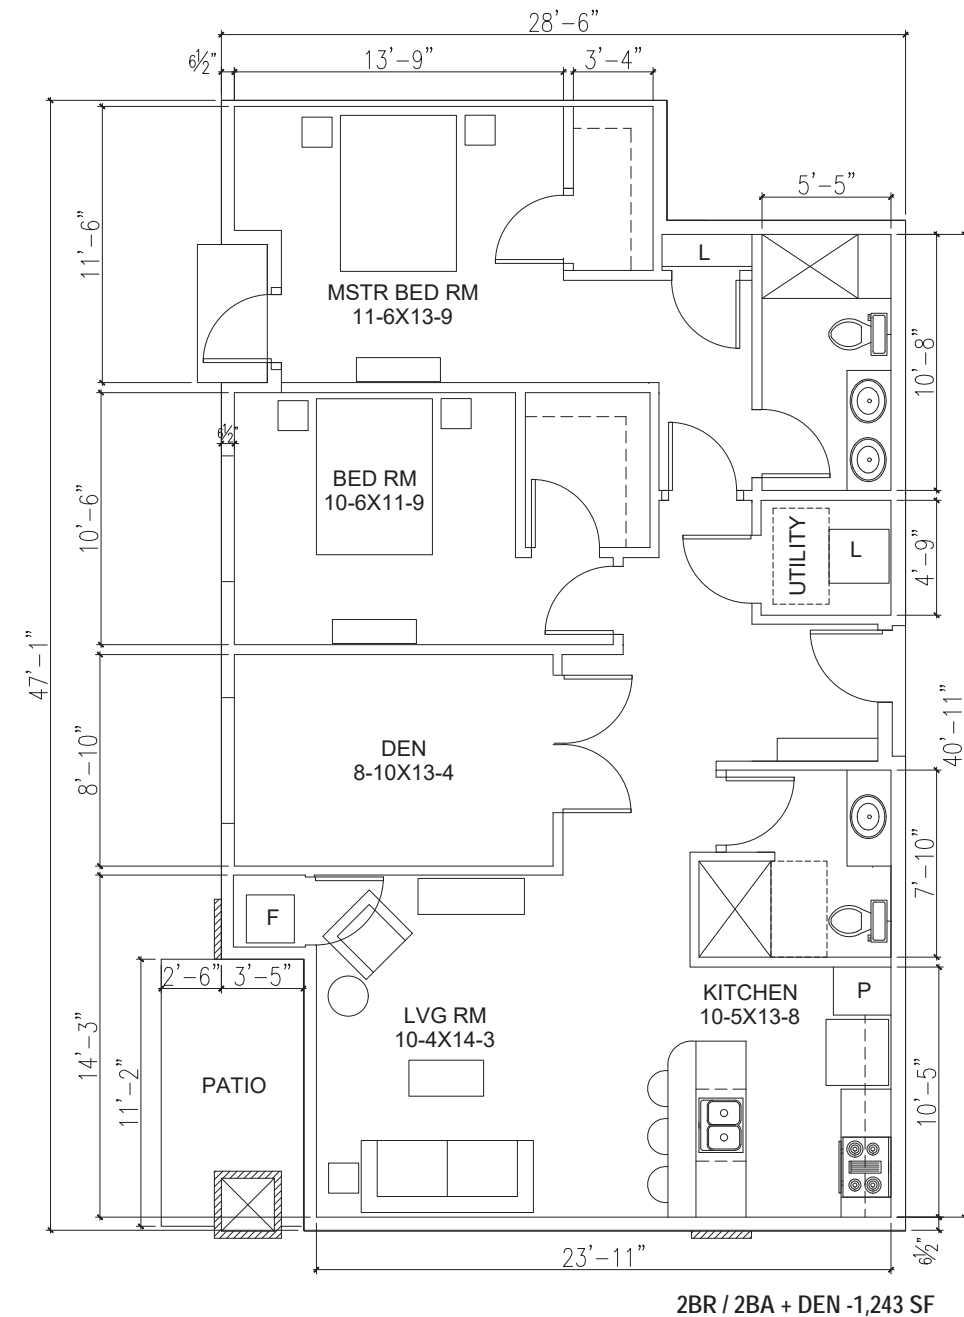 28'-6"
6½"
13'-9"
3'-4"
5'-5"
11'-6"
L
MSTR BED RM
11-6X13-9
10'-8"
6½"
BED RM
10-6X11-9
10'-6"
UTILITY
L
4'-9"
47'-1"
40'-11"
DEN
8-10X13-4
8'-10"
7'-10"
F
2'-6"
3'-5"
KITCHEN
10-5X13-8
P
LVG RM
10-4X14-3
14'-3"
11'-2"
PATIO
10'-5"
23'-11"
6½"
2BR / 2BA + DEN -1,243 SF